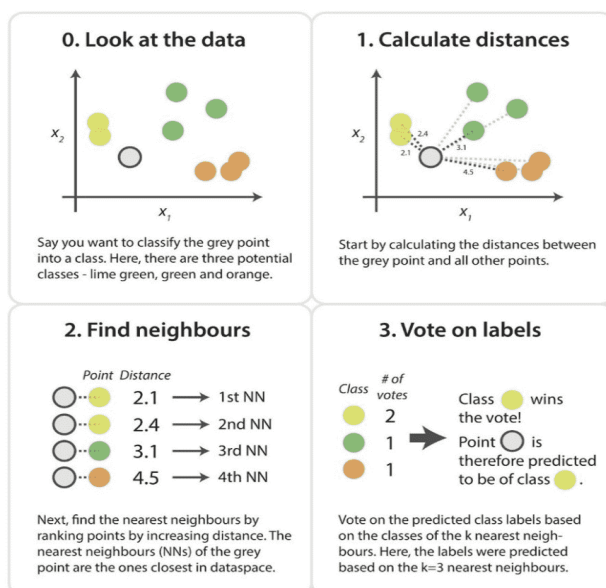 0. Look at the data
x2
x1
Say you want to classify the grey point
into a class. Here, there are three potential
classes - lime green, green and orange.
1. Calculate distances
x2
2.4
2.1
3.1
4.5
x1
Start by calculating the distances between
the grey point and all other points.
2. Find neighbours
Point Distance
2.1 1st NN
2.4 2nd NN
3.1 3rd NN
4.5 4th NN
Next, find the nearest neighbours by
ranking points by increasing distance. The
nearest neighbours (NNs) of the grey
point are the ones closest in dataspace.
3. Vote on labels
Class # of
votes
2
1
1
Class wins
the vote!
Point is
therefore predicted
to be of class .
Vote on the predicted class labels based
on the classes of the k nearest neigh-
bours. Here, the labels were predicted
based on the k=3 nearest neighbours.